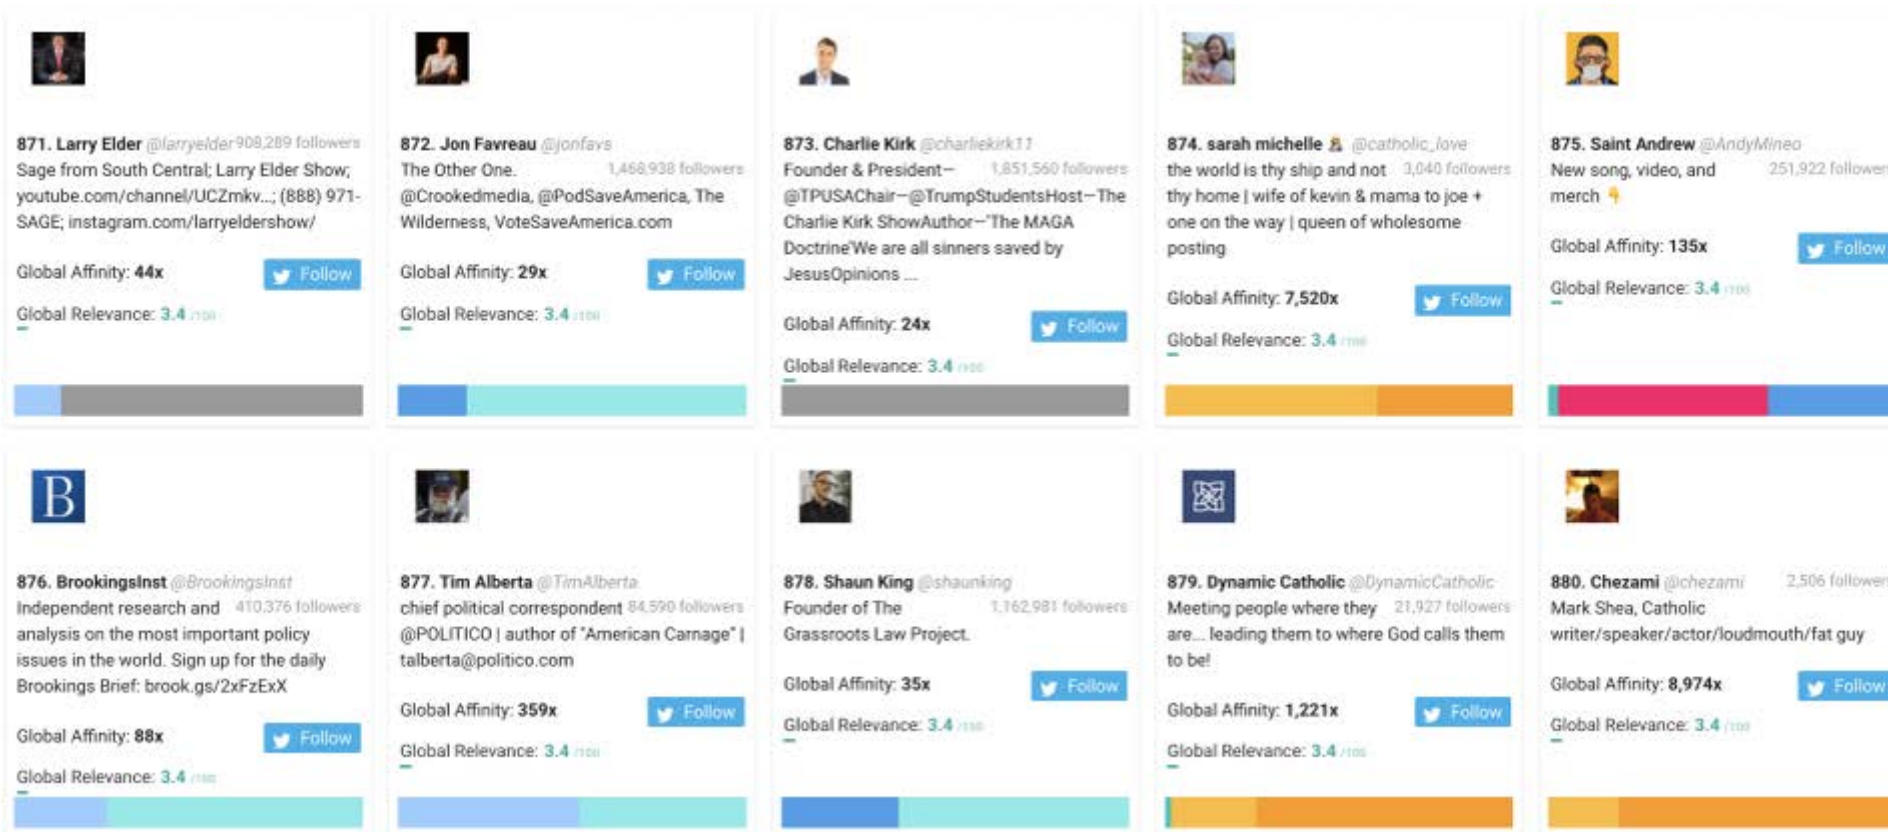 871. Larry Elder @larryelder 908,289 followers
Sage from South Central; Larry Elder Show;
youtube.com/channel/UCZmkv...; (888) 971-
SAGE; instagram.com/larryeldershow/
Global Affinity: 44x
Follow
Global Relevance: 3.4 /100
872. Jon Favreau @jonfavs
The Other One. 1,468,938 followers
@Crookedmedia, @PodSaveAmerica, The
Wilderness, VoteSaveAmerica.com
Global Affinity: 29x
Follow
Global Relevance: 3.4 /100
873. Charlie Kirk @charliekirk11
Founder & President— 1,851,560 followers
@TPUSAChair—@TrumpStudentsHost—The
Charlie Kirk ShowAuthor—'The MAGA
Doctrine'We are all sinners saved by
JesusOpinions ...
Global Affinity: 24x
Follow
Global Relevance: 3.4 /100
874. sarah michelle @catholic_love
the world is thy ship and not 3,040 followers
thy home | wife of kevin & mama to joe +
one on the way | queen of wholesome
posting
Global Affinity: 7,520x
Follow
Global Relevance: 3.4 /100
875. Saint Andrew @AndyMineo
New song, video, and 251,922 followers
merch 👇
Global Affinity: 135x
Follow
Global Relevance: 3.4 /100
B
876. BrookingsInst @BrookingsInst
Independent research and 410,376 followers
analysis on the most important policy
issues in the world. Sign up for the daily
Brookings Brief: brook.gs/2xFzExX
Global Affinity: 88x
Follow
Global Relevance: 3.4 /100
877. Tim Alberta @TimAlberta
chief political correspondent 84,590 followers
@POLITICO | author of "American Carnage" |
talberta@politico.com
Global Affinity: 359x
Follow
Global Relevance: 3.4 /100
878. Shaun King @shaunking
Founder of The 1,162,981 followers
Grassroots Law Project.
Global Affinity: 35x
Follow
Global Relevance: 3.4 /100
879. Dynamic Catholic @DynamicCatholic
Meeting people where they 21,927 followers
are... leading them to where God calls them
to be!
Global Affinity: 1,221x
Follow
Global Relevance: 3.4 /100
880. Chezami @chezami 2,506 followers
Mark Shea, Catholic
writer/speaker/actor/loudmouth/fat guy
Global Affinity: 8,974x
Follow
Global Relevance: 3.4 /100